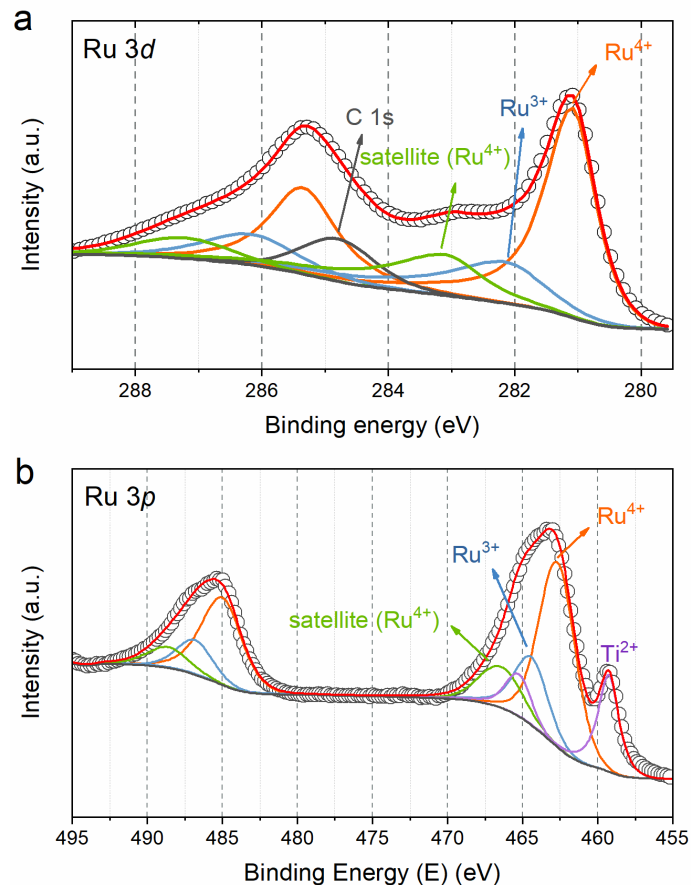 a
Ru 3d
Ru⁴⁺
Ru³⁺
C 1s
satellite (Ru⁴⁺)
Intensity (a.u.)
288 286 284 282 280
Binding energy (eV)
b
Ru 3p
Ru⁴⁺
Ru³⁺
satellite (Ru⁴⁺)
TI²⁺
Intensity (a.u.)
495 490 485 480 475 470 465 460 455
Binding Energy (E) (eV)